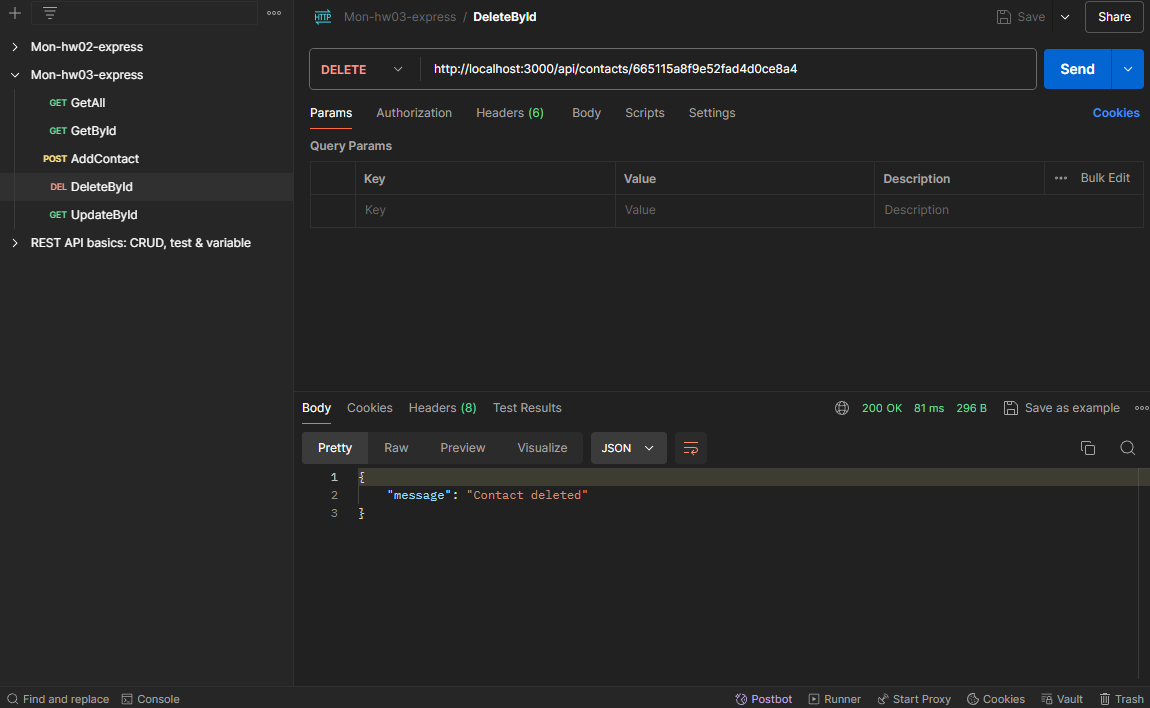 HTTP Mon-hw03-express / DeleteById Save Share
Mon-hw02-express
Mon-hw03-express
GET GetAll
GET GetById
POST AddContact
DEL DeleteById
GET UpdateById
REST API basics: CRUD, test & variable
DELETE http://localhost:3000/api/contacts/665115a8f9e52fad4d0ce8a4 Send
Params Authorization Headers (6) Body Scripts Settings Cookies
Query Params
Key Value Description Bulk Edit
Key Value Description
Body Cookies Headers (8) Test Results 200 OK 81 ms 296 B Save as example
Pretty Raw Preview Visualize JSON
1 {
2 "message": "Contact deleted"
3 }
Find and replace Console Postbot Runner Start Proxy Cookies Vault Trash